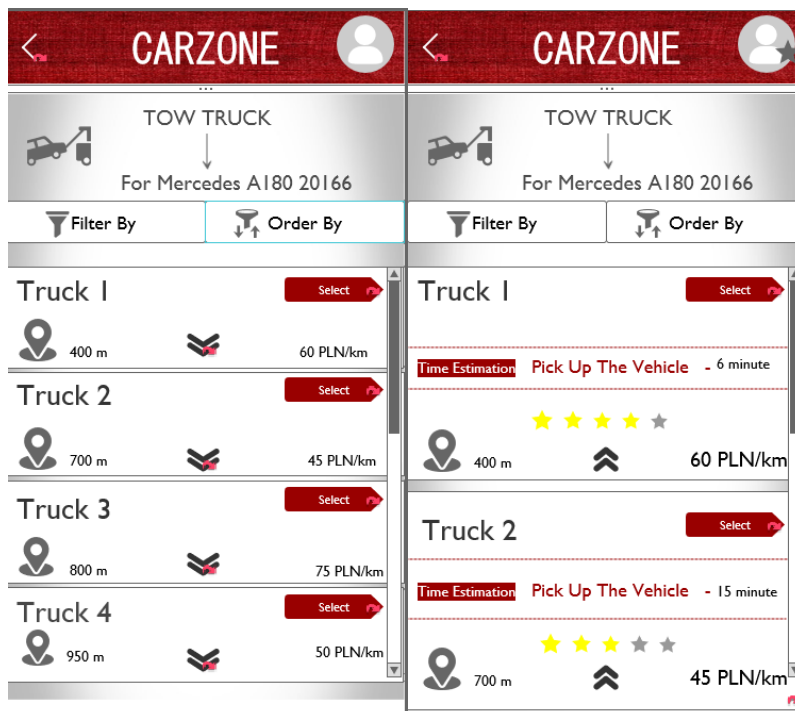 CARZONE
...
TOW TRUCK
For Mercedes A180 20166
Filter By
Order By
Truck 1
Select
400 m
60 PLN/km
Truck 2
Select
700 m
45 PLN/km
Truck 3
Select
800 m
75 PLN/km
Truck 4
Select
950 m
50 PLN/km
CARZONE
...
TOW TRUCK
For Mercedes A180 20166
Filter By
Order By
Truck 1
Select
Time Estimation Pick Up The Vehicle - 6 minute
400 m
60 PLN/km
Truck 2
Select
Time Estimation Pick Up The Vehicle - 15 minute
700 m
45 PLN/km